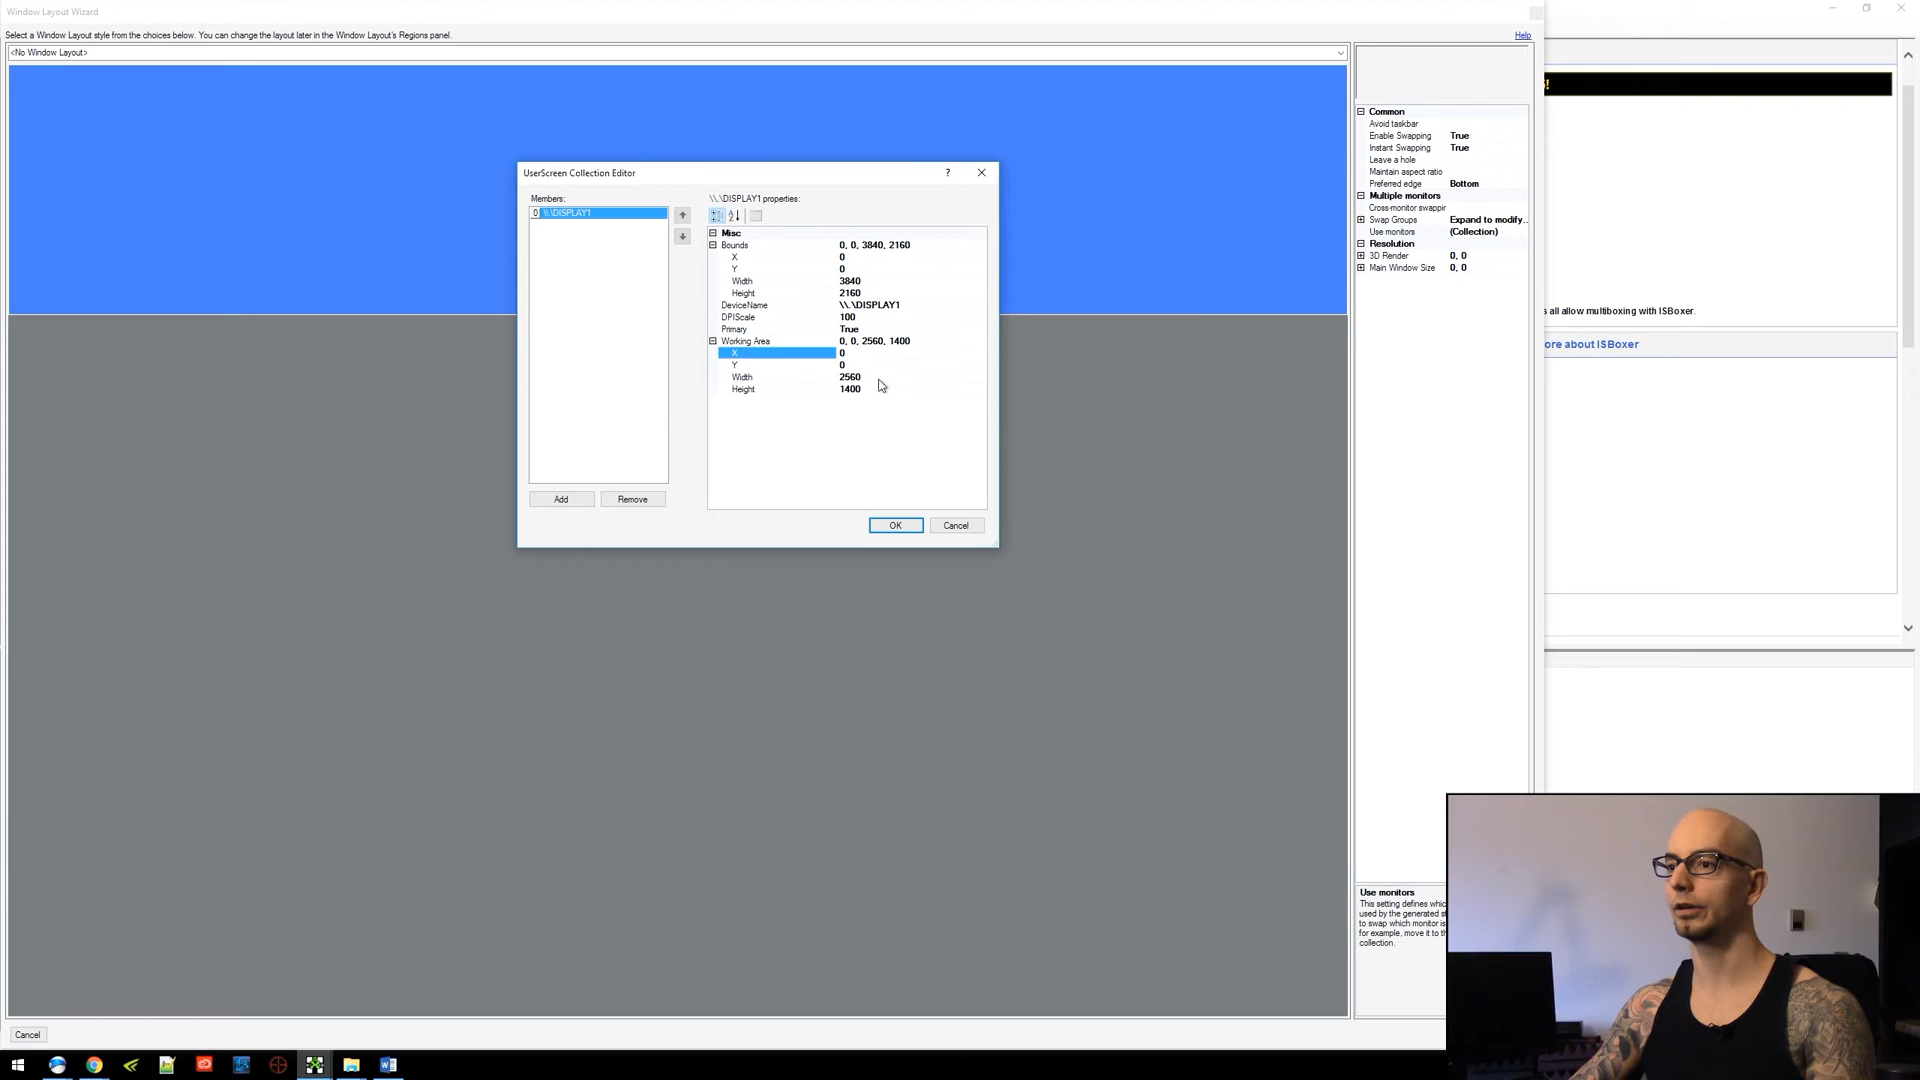 Window Layout Wizard
Select a Window Layout style from the choices below. You can change the layout later in the Window Layout's Regions panel.
Help
<No Window Layout>
UserScreen Collection Editor
?
Members:
0 \\.\DISPLAY1
Add
Remove
\\.\DISPLAY1 properties:
Misc
Bounds 0, 0, 3840, 2160
X 0
Y 0
Width 3840
Height 2160
DeviceName \\.\DISPLAY1
DPIScale 100
Primary True
Working Area 0, 0, 2560, 1400
X 0
Y 0
Width 2560
Height 1400
OK
Cancel
Common
Avoid taskbar
Enable Swapping True
Instant Swapping True
Leave a hole
Maintain aspect ratio
Preferred edge Bottom
Multiple monitors
Cross-monitor swappin
Swap Groups Expand to modify..
Use monitors (Collection)
Resolution
3D Render 0, 0
Main Window Size 0, 0
s all allow multiboxing with ISBoxer.
ore about ISBoxer
Use monitors
This setting defines whic
used by the generated s
to swap which monitor is
for example, move it to th
collection.
Cancel